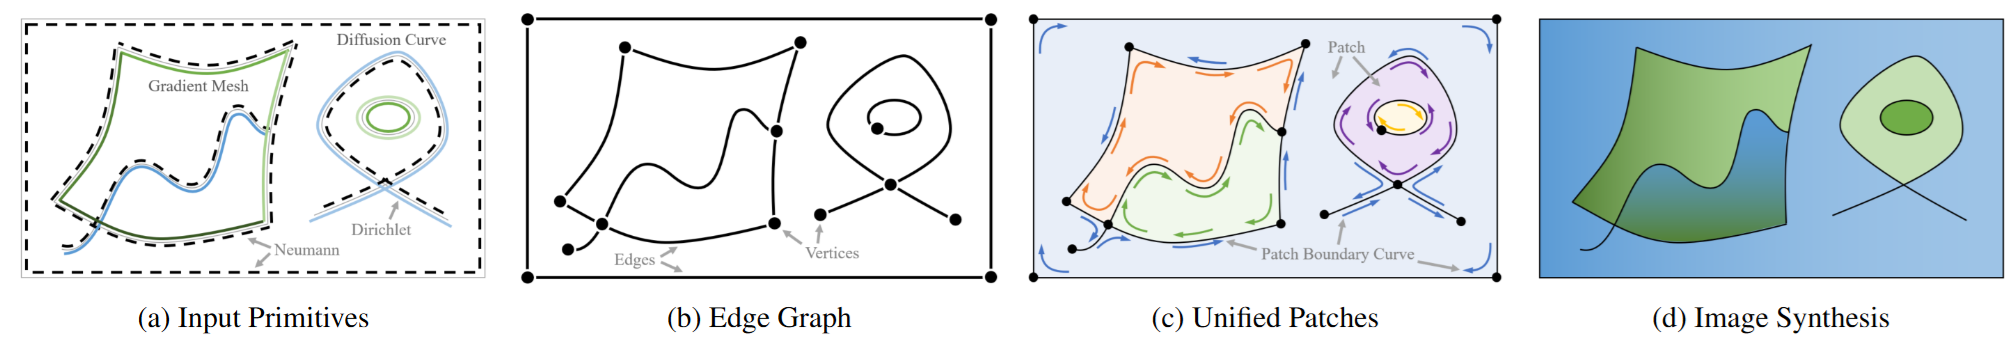 Diffusion Curve
Gradient Mesh
Dirichlet
Neumann
(a) Input Primitives
Edges
Vertices
(b) Edge Graph
Patch
Patch Boundary Curve
(c) Unified Patches
(d) Image Synthesis